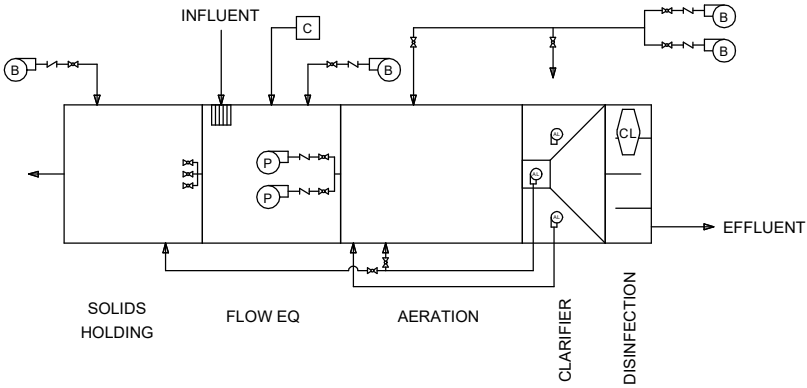 INFLUENT
C
B
B
B
B
P
P
AL
AL
AL
CL
EFFLUENT
SOLIDS
HOLDING
FLOW EQ
AERATION
CLARIFIER
DISINFECTION